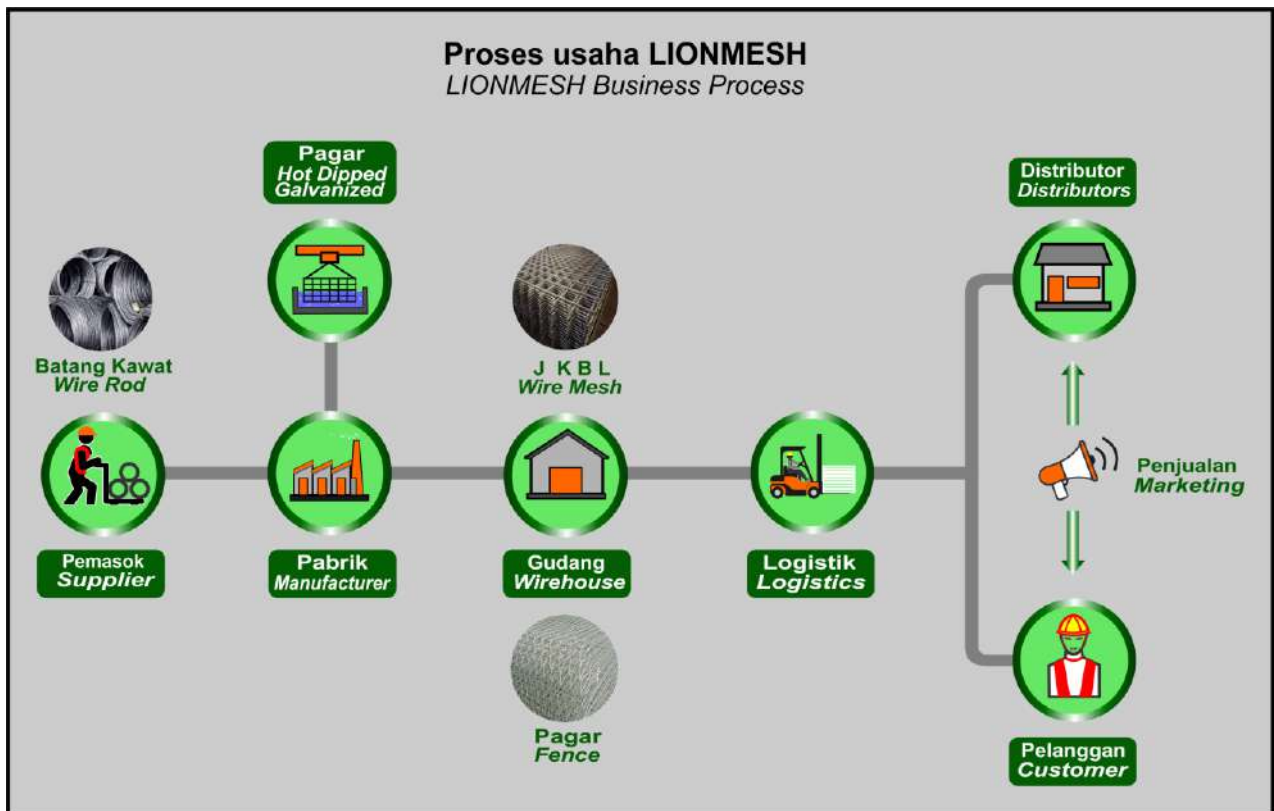 Proses usaha LIONMESH
LIONMESH Business Process
Pagar
Hot Dipped
Galvanized
Distributor
Distributors
Batang Kawat
Wire Rod
J K B L
Wire Mesh
Penjualan
Marketing
Pemasok
Supplier
Pabrik
Manufacturer
Gudang
Wirehouse
Logistik
Logistics
Pagar
Fence
Pelanggan
Customer